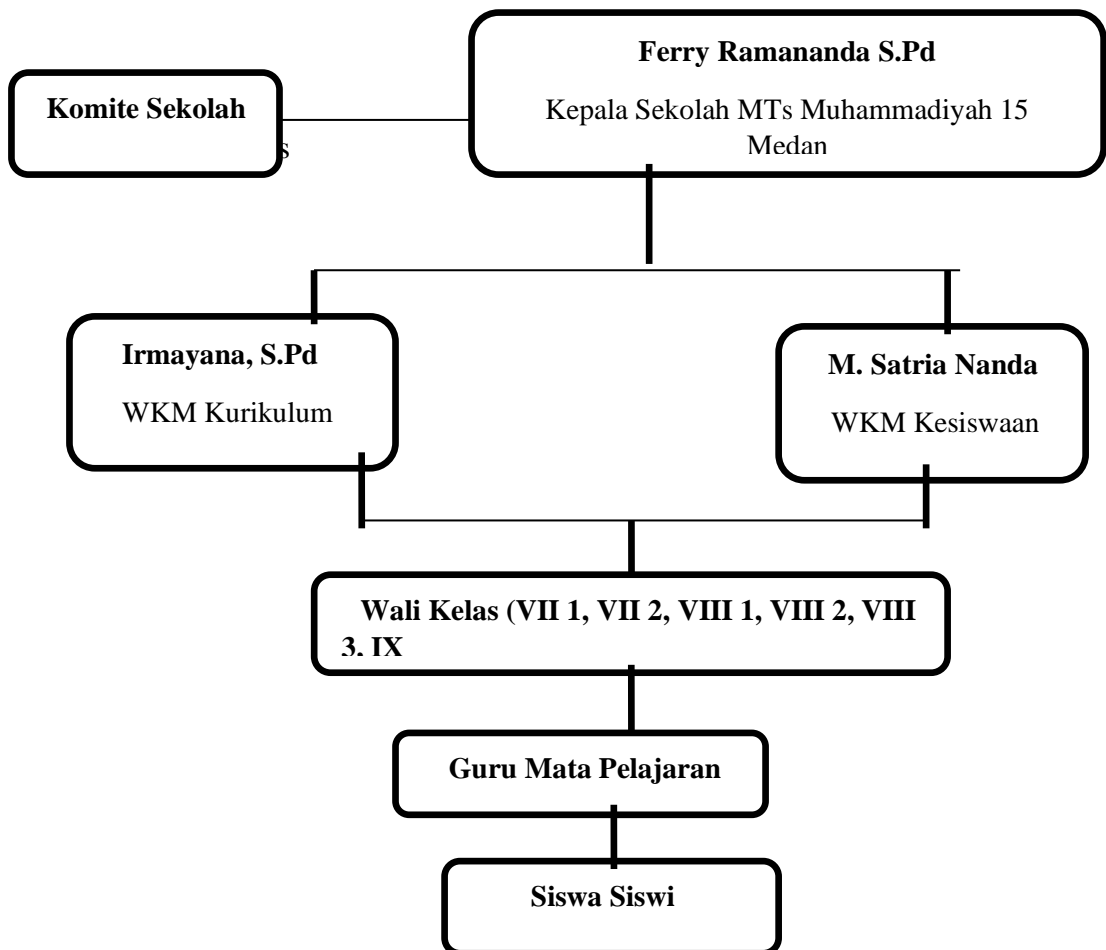 Ferry Ramananda S.Pd
Kepala Sekolah MTs Muhammadiyah 15
Medan
Komite Sekolah
s
Irmayana, S.Pd
WKM Kurikulum
M. Satria Nanda
WKM Kesiswaan
Wali Kelas (VII 1, VII 2, VIII 1, VIII 2, VIII
3, IX
Guru Mata Pelajaran
Siswa Siswi